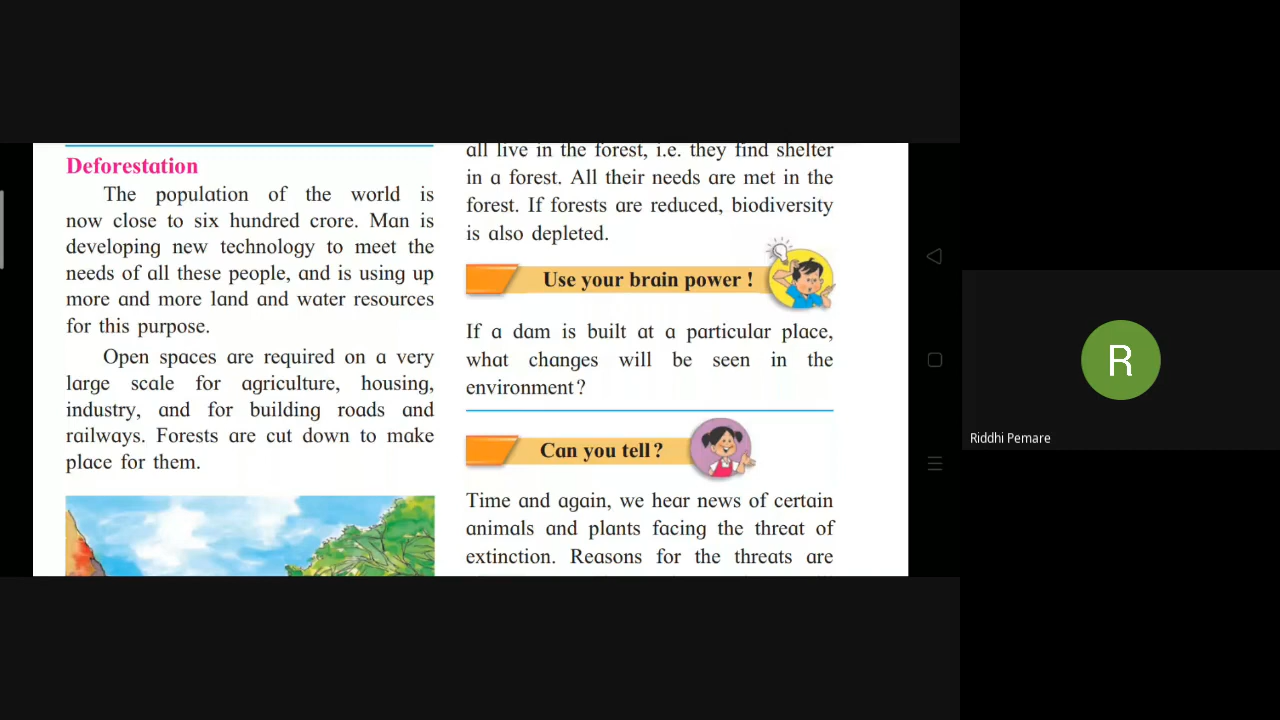 Deforestation
The population of the world is
now close to six hundred crore. Man is
developing new technology to meet the
needs of all these people, and is using up
more and more land and water resources
for this purpose.
Open spaces are required on a very
large scale for agriculture, housing,
industry, and for building roads and
railways. Forests are cut down to make
place for them.
all live in the forest, i.e. they find shelter
in a forest. All their needs are met in the
forest. If forests are reduced, biodiversity
is also depleted.
Use your brain power !
If a dam is built at a particular place,
what changes will be seen in the
environment?
Can you tell?
Time and again, we hear news of certain
animals and plants facing the threat of
extinction. Reasons for the threats are
R
Riddhi Pemare